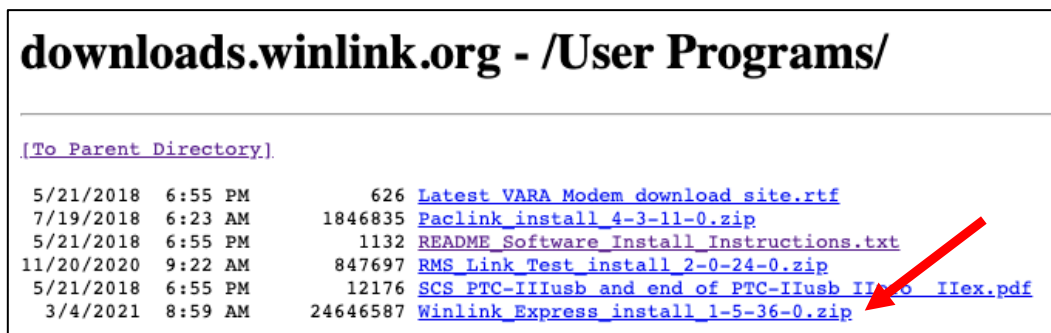 downloads.winlink.org - /User Programs/
[To Parent Directory]
5/21/2018 6:55 PM 626 Latest VARA Modem download site.rtf
7/19/2018 6:23 AM 1846835 Paclink_install_4-3-11-0.zip
5/21/2018 6:55 PM 1132 README_Software_Install_Instructions.txt
11/20/2020 9:22 AM 847697 RMS_Link_Test_install_2-0-24-0.zip
5/21/2018 6:55 PM 12176 SCS PTC-IIIusb and end of PTC-IIusb IIex.pdf
3/4/2021 8:59 AM 24646587 Winlink_Express_install_1-5-36-0.zip